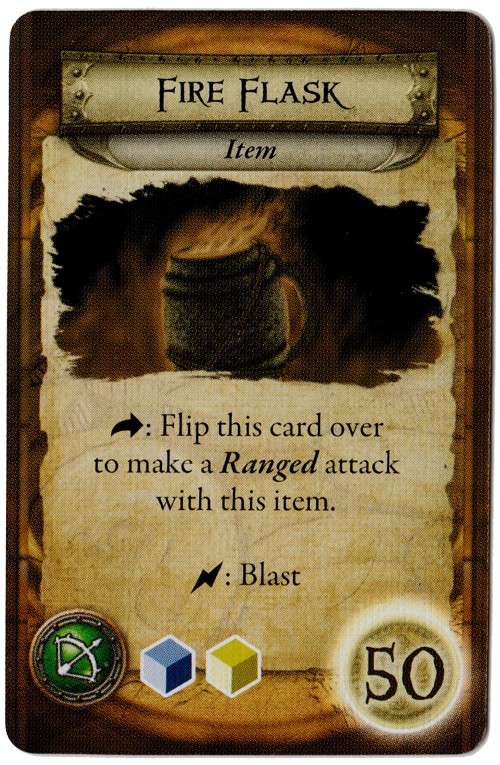 Fire Flask
Item
: Flip this card over
to make a Ranged attack
with this item.
: Blast
50